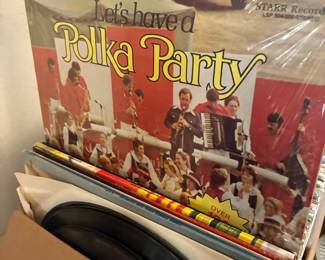 Let's have a
Polka Party
STARR Record
OVER